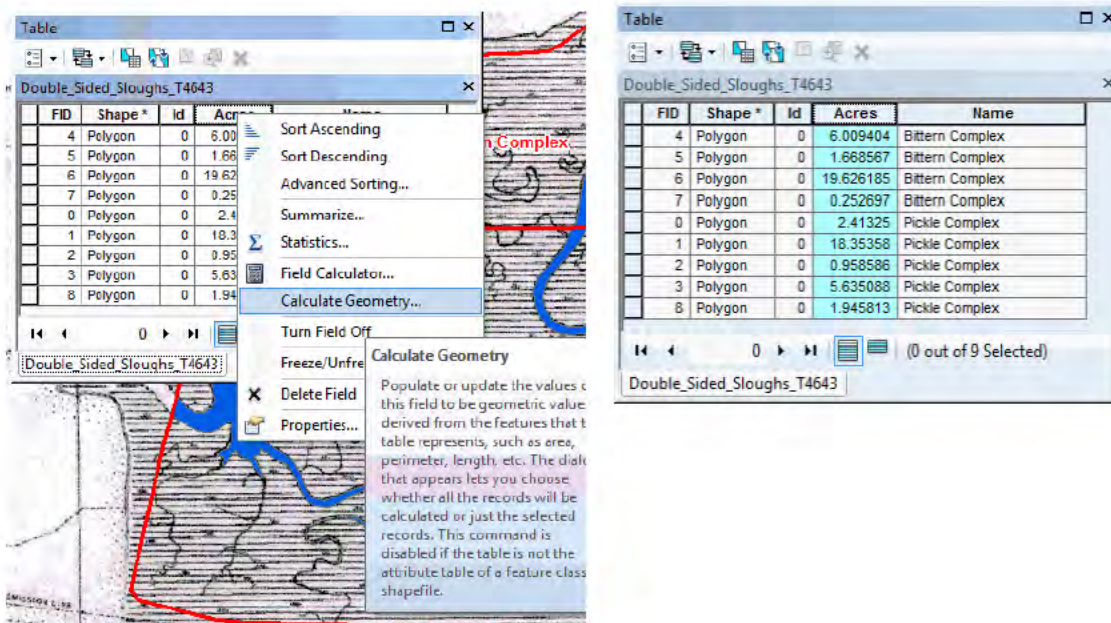 Table
Double_Sided_Sloughs_T4643
FID Shape * Id Acres Name
4 Polygon 0 6.00
5 Polygon 0 1.66
6 Polygon 0 19.62
7 Polygon 0 0.25
0 Polygon 0 2.4
1 Polygon 0 18.3
2 Polygon 0 0.95
3 Polygon 0 5.63
8 Polygon 0 1.94
0
Double_Sided_Sloughs_T4643
Sort Ascending
Sort Descending
Advanced Sorting...
Summarize...
Statistics...
Field Calculator...
Calculate Geometry...
Turn Field Off
Freeze/Unfre
Delete Field
Properties...
n Complex
Calculate Geometry
Populate or update the values o
this field to be geometric value
derived from the features that t
table represents, such as area,
perimeter, length, etc. The dialo
that appears lets you choose
whether all the records will be
calculated or just the selected
records. This command is
disabled if the table is not the
attribute table of a feature class
shapefile.
Table
Double_Sided_Sloughs_T4643
FID Shape * Id Acres Name
4 Polygon 0 6.009404 Bittern Complex
5 Polygon 0 1.668567 Bittern Complex
6 Polygon 0 19.626185 Bittern Complex
7 Polygon 0 0.252697 Bittern Complex
0 Polygon 0 2.41325 Pickle Complex
1 Polygon 0 18.35358 Pickle Complex
2 Polygon 0 0.958586 Pickle Complex
3 Polygon 0 5.635088 Pickle Complex
8 Polygon 0 1.945813 Pickle Complex
0 (0 out of 9 Selected)
Double_Sided_Sloughs_T4643